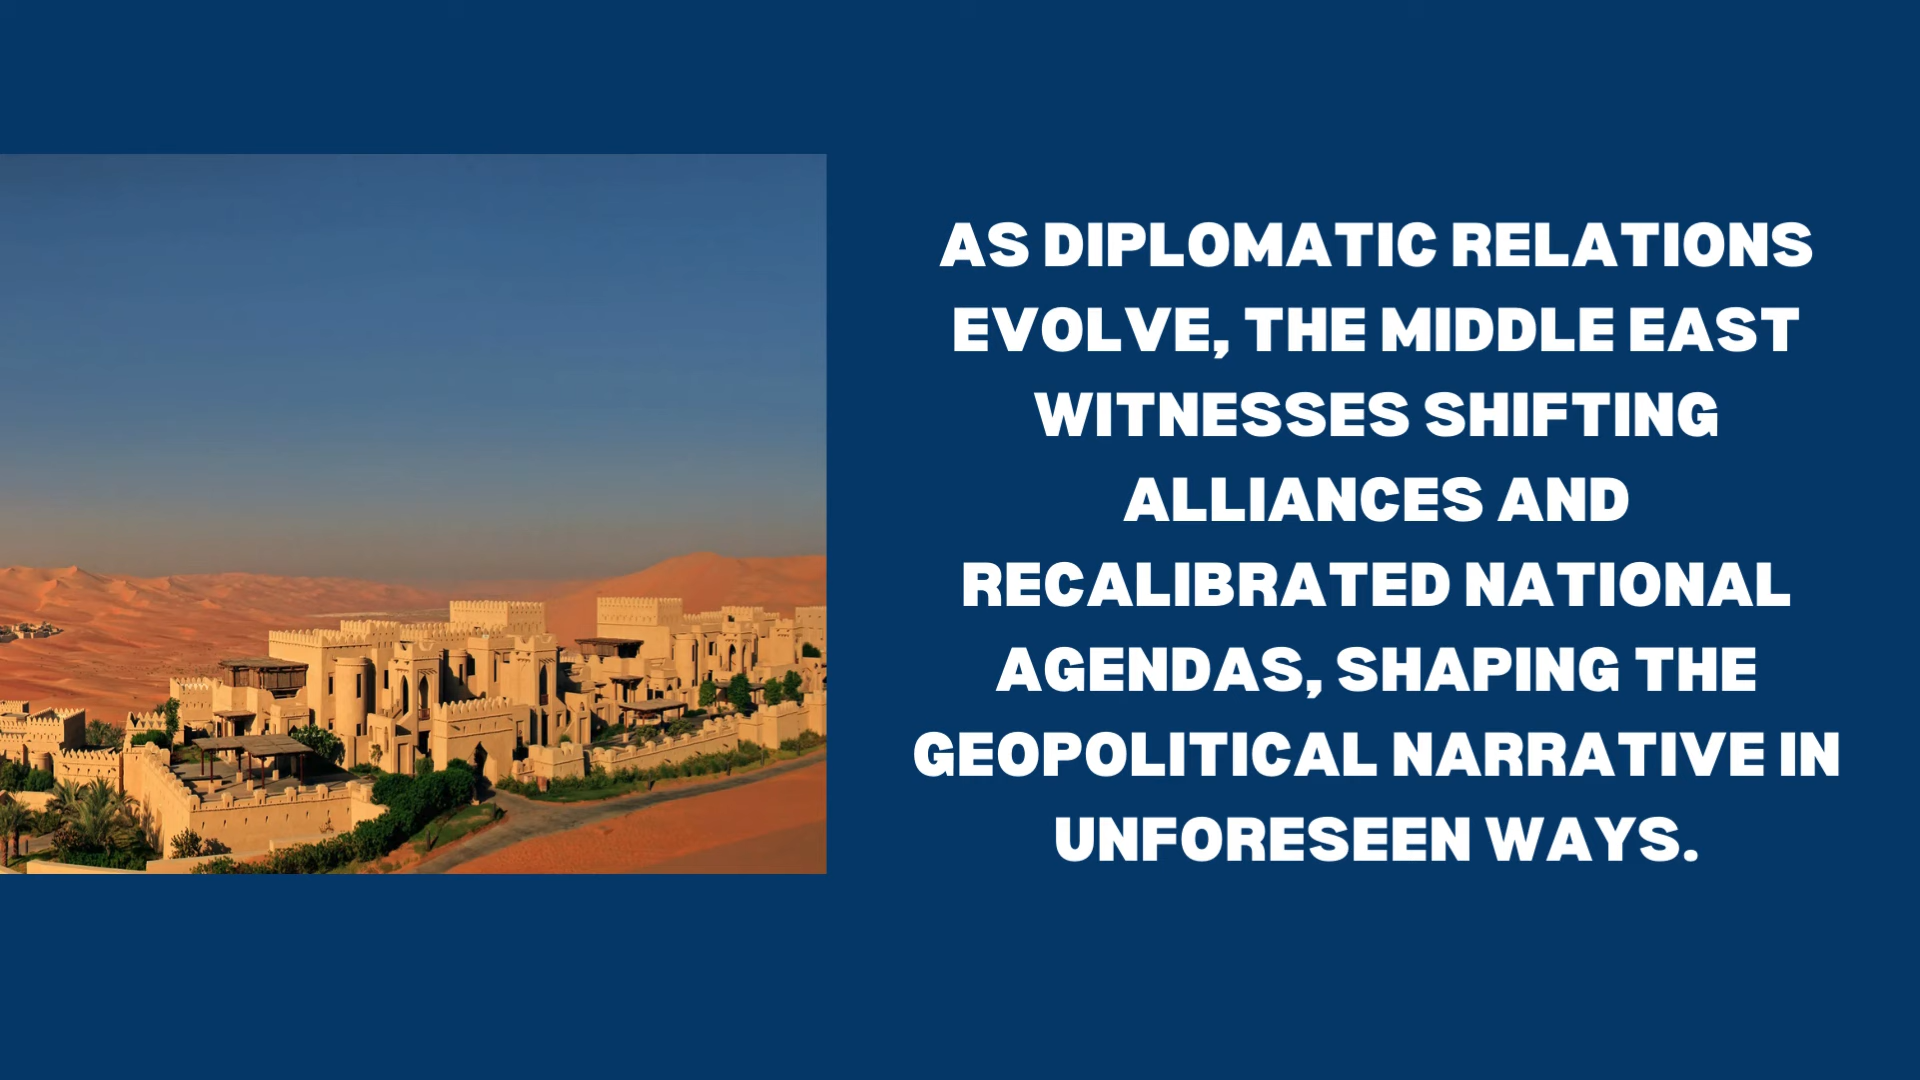 AS DIPLOMATIC RELATIONS
EVOLVE, THE MIDDLE EAST
WITNESSES SHIFTING
ALLIANCES AND
RECALIBRATED NATIONAL
AGENDAS, SHAPING THE
GEOPOLITICAL NARRATIVE IN
UNFORESEEN WAYS.